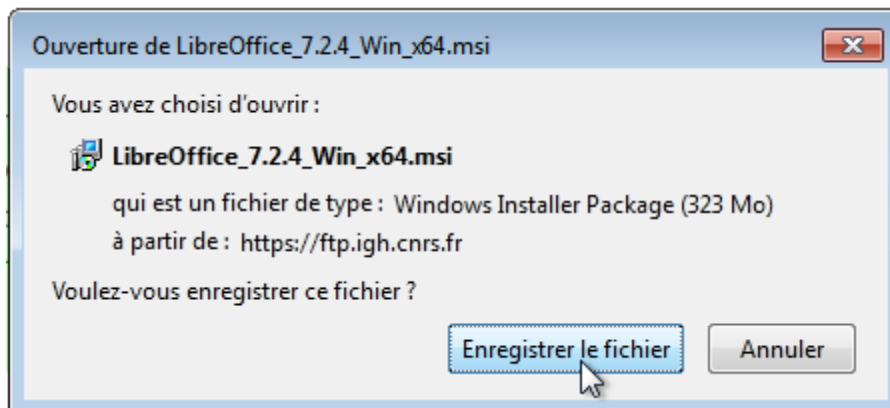 Ouverture de LibreOffice_7.2.4_Win_x64.msi
Vous avez choisi d'ouvrir :
LibreOffice_7.2.4_Win_x64.msi
qui est un fichier de type : Windows Installer Package (323 Mo)
à partir de : https://ftp.igh.cnrs.fr
Voulez-vous enregistrer ce fichier ?
Enregistrer le fichier Annuler